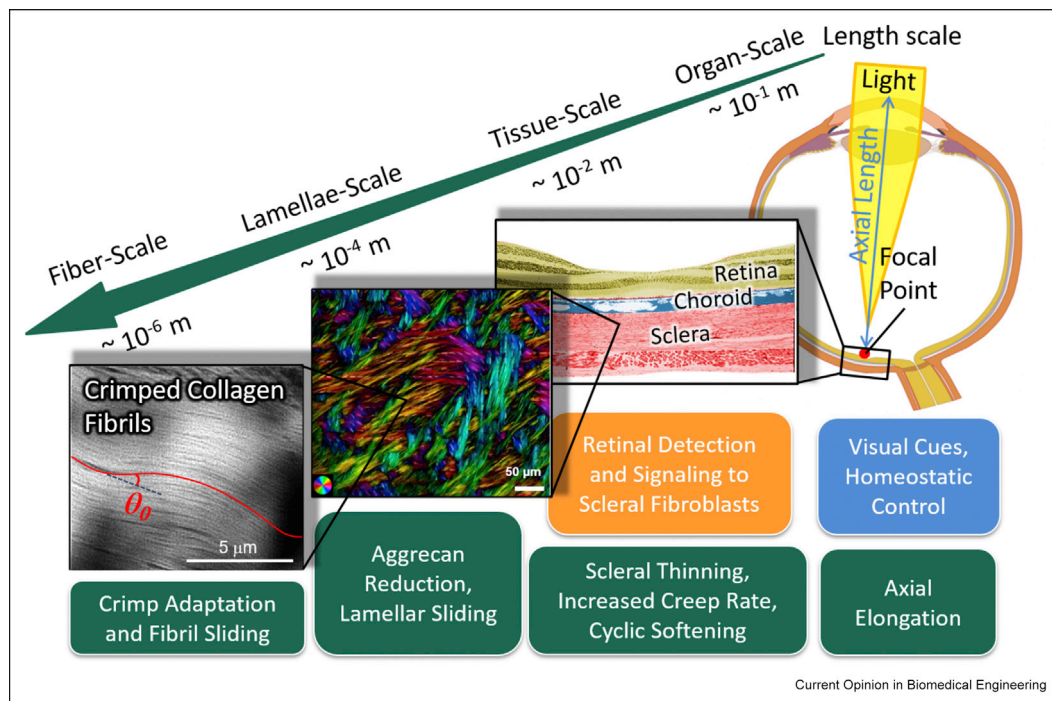 Length scale
Organ-Scale
~ 10⁻¹ m
Tissue-Scale
~ 10⁻² m
Lamellae-Scale
~ 10⁻⁴ m
Fiber-Scale
~ 10⁻⁶ m
Light
Axial Length
Focal
Point
Retina
Choroid
Sclera
50 µm
Crimped Collagen
Fibrils
θ₀
5 µm
Retinal Detection
and Signaling to
Scleral Fibroblasts
Visual Cues,
Homeostatic
Control
Crimp Adaptation
and Fibril Sliding
Aggrecan
Reduction,
Lamellar Sliding
Scleral Thinning,
Increased Creep Rate,
Cyclic Softening
Axial
Elongation
Current Opinion in Biomedical Engineering